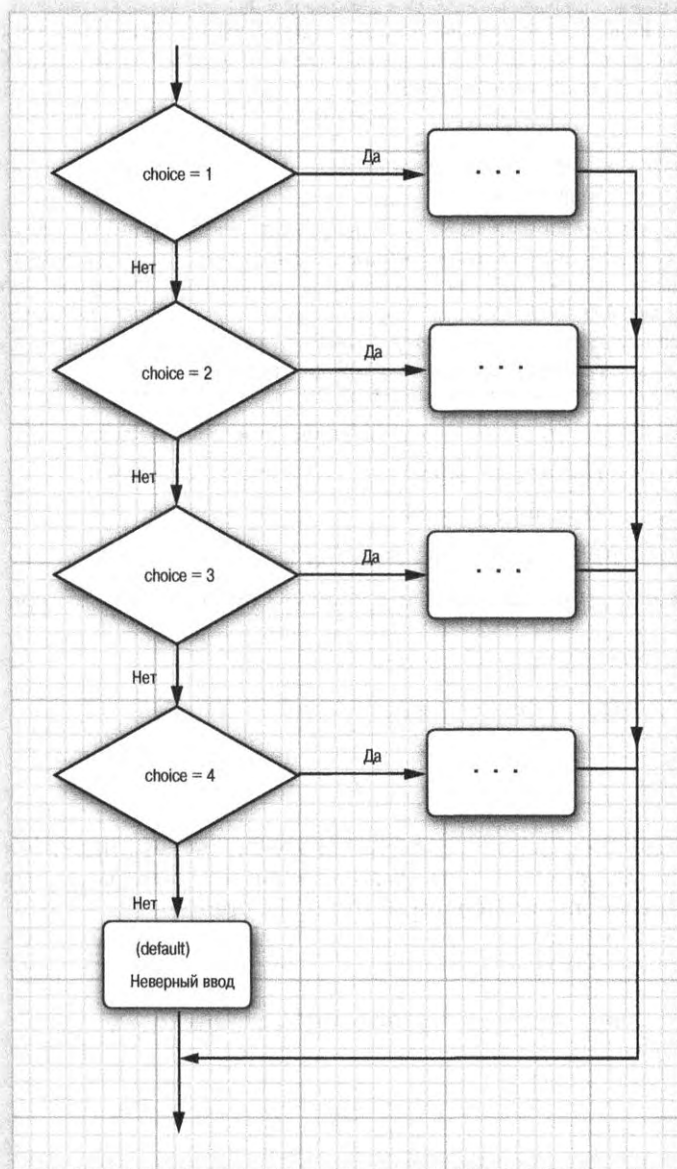 choice = 1
Да
. . .
Нет
choice = 2
Да
. . .
Нет
choice = 3
Да
. . .
Нет
choice = 4
Да
. . .
Нет
(default)
Неверный ввод